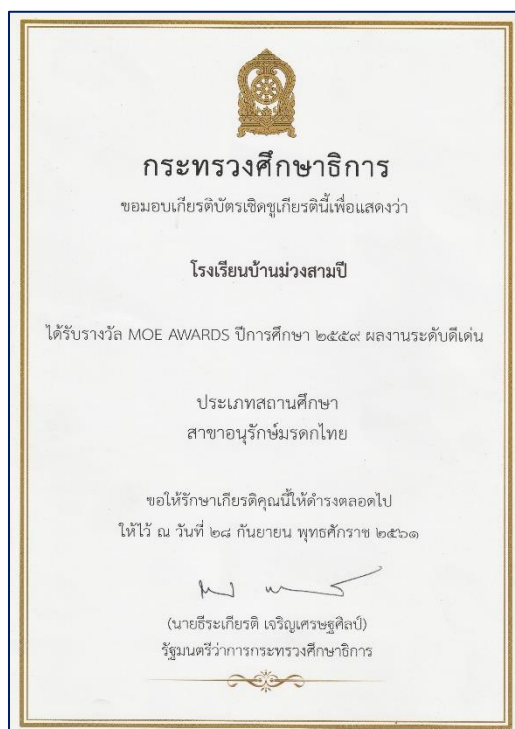 กระทรวงศึกษาธิการ
ขอมอบเกียรติบัตรเชิดชูเกียรตินี้เพื่อแสดงว่า
โรงเรียนบ้านม่วงสามปี
ได้รับรางวัล MOE AWARDS ปีการศึกษา ๒๕๕๙ ผลงานระดับดีเด่น
ประเภทสถานศึกษา
สาขาอนุรักษ์มรดกไทย
ขอให้รักษาเกียรติคุณนี้ให้ดำรงตลอดไป
ให้ไว้ ณ วันที่ ๒๘ กันยายน พุทธศักราช ๒๕๖๑
(นายธีระเกียรติ เจริญเศรษฐศิลป์)
รัฐมนตรีว่าการกระทรวงศึกษาธิการ